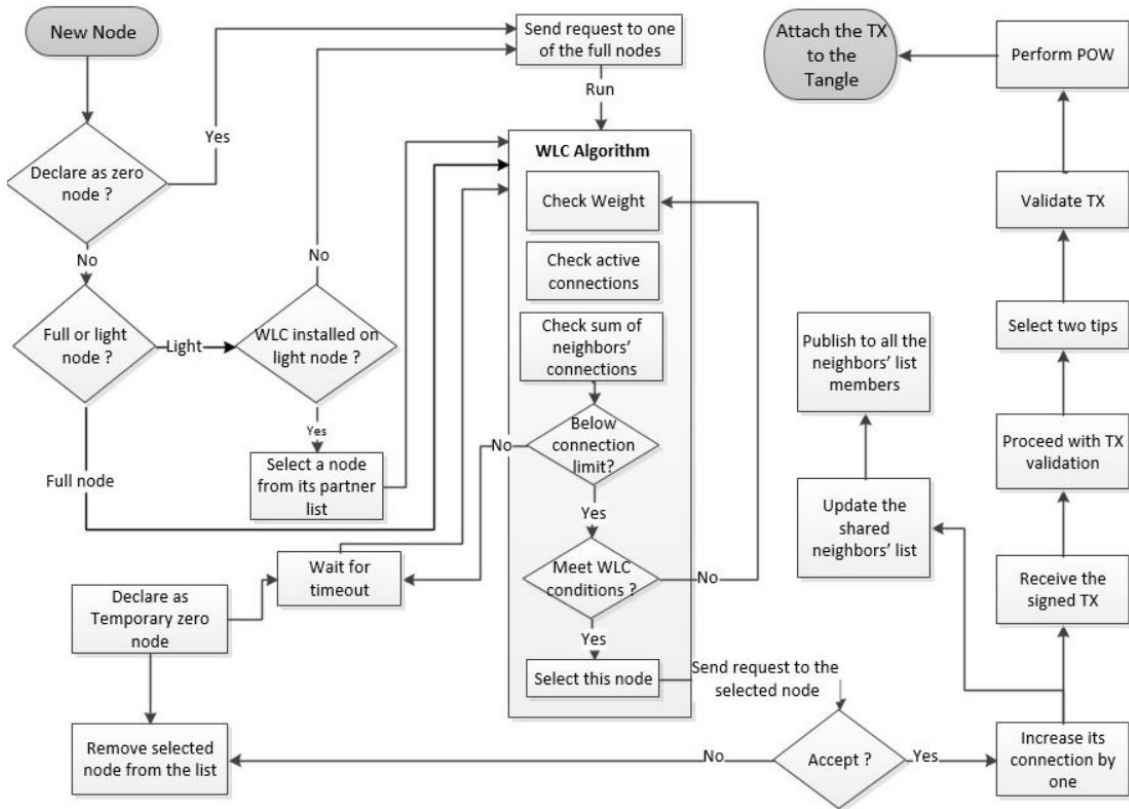 New Node
Send request to one
of the full nodes
Attach the TX
to the
Tangle
Perform POW
Yes
Run
Declare as zero
node ?
WLC Algorithm
Check Weight
Validate TX
No
No
Check active
connections
Full or light
node ?
Light
WLC installed on
light node ?
Check sum of
neighbors’
connections
Publish to all the
neighbors’ list
members
Select two tips
Yes
No
Below
connection
limit?
Full node
Select a node
from its partner
list
Proceed with TX
validation
Yes
Update the
shared
neighbors’ list
Wait for
timeout
Meet WLC
conditions ?
No
Declare as
Temporary zero
node
Receive the
signed TX
Yes
Select this node
Send request to the
selected node
Remove selected
node from the list
No
Accept ?
Yes
Increase its
connection by
one